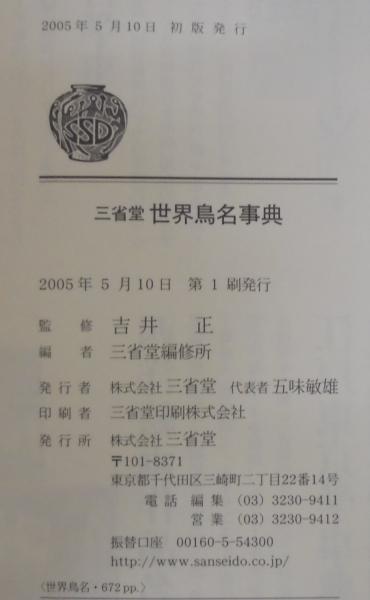 2005年5月10日 初版発行
SSD
三省堂 世界鳥名事典
2005年5月10日 第1刷発行
監修 吉井 正
編者 三省堂編修所
発行者 株式会社 三省堂 代表者 五味敏雄
印刷者 三省堂印刷株式会社
発行所 株式会社 三省堂
〒101-8371
東京都千代田区三崎町二丁目22番14号
電話 編集 (03) 3230-9411
営業 (03) 3230-9412
振替口座 00160-5-54300
http://www.sanseido.co.jp/
〈世界鳥名・672pp.〉